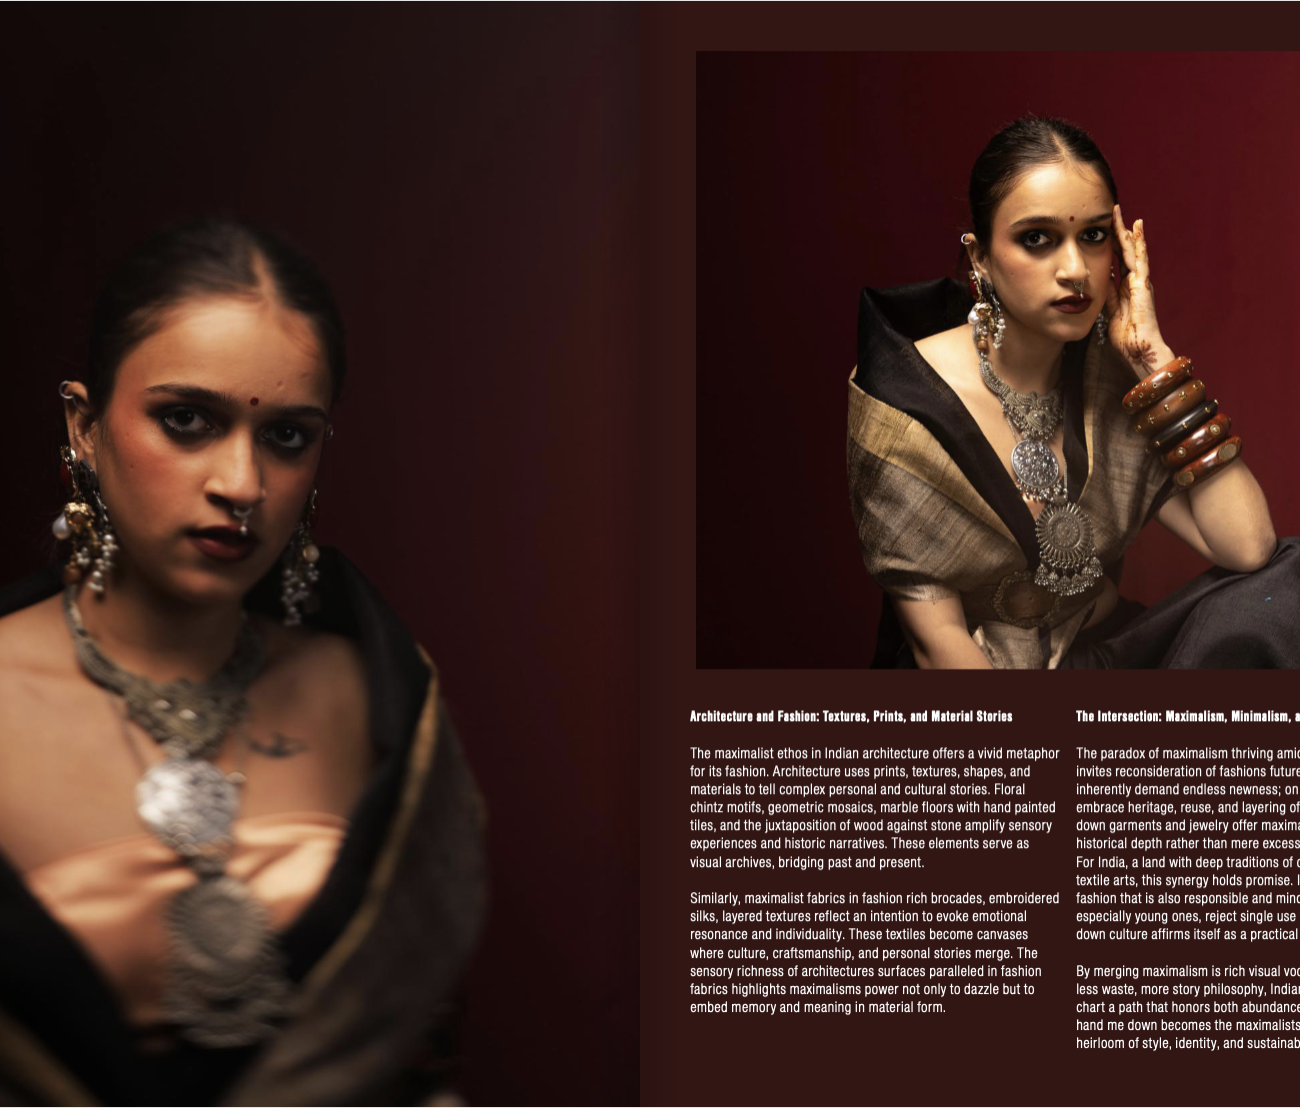 Architecture and Fashion: Textures, Prints, and Material Stories
The maximalist ethos in Indian architecture offers a vivid metaphor
for its fashion. Architecture uses prints, textures, shapes, and
materials to tell complex personal and cultural stories. Floral
chintz motifs, geometric mosaics, marble floors with hand painted
tiles, and the juxtaposition of wood against stone amplify sensory
experiences and historic narratives. These elements serve as
visual archives, bridging past and present.
Similarly, maximalist fabrics in fashion rich brocades, embroidered
silks, layered textures reflect an intention to evoke emotional
resonance and individuality. These textiles become canvases
where culture, craftsmanship, and personal stories merge. The
sensory richness of architectures surfaces paralleled in fashion
fabrics highlights maximalisms power not only to dazzle but to
embed memory and meaning in material form.
The Intersection: Maximalism, Minimalism,
The paradox of maximalism thriving
invites reconsideration of fashions
inherently demand endless newness; on
embrace heritage, reuse, and layering of
down garments and jewelry offer
historical depth rather than mere
For India, a land with deep traditions of
textile arts, this synergy holds promise.
fashion that is also responsible and
especially young ones, reject single use
down culture affirms itself as a practical
By merging maximalism is rich visual
less waste, more story philosophy,
chart a path that honors both
hand me down becomes the
heirloom of style, identity, and